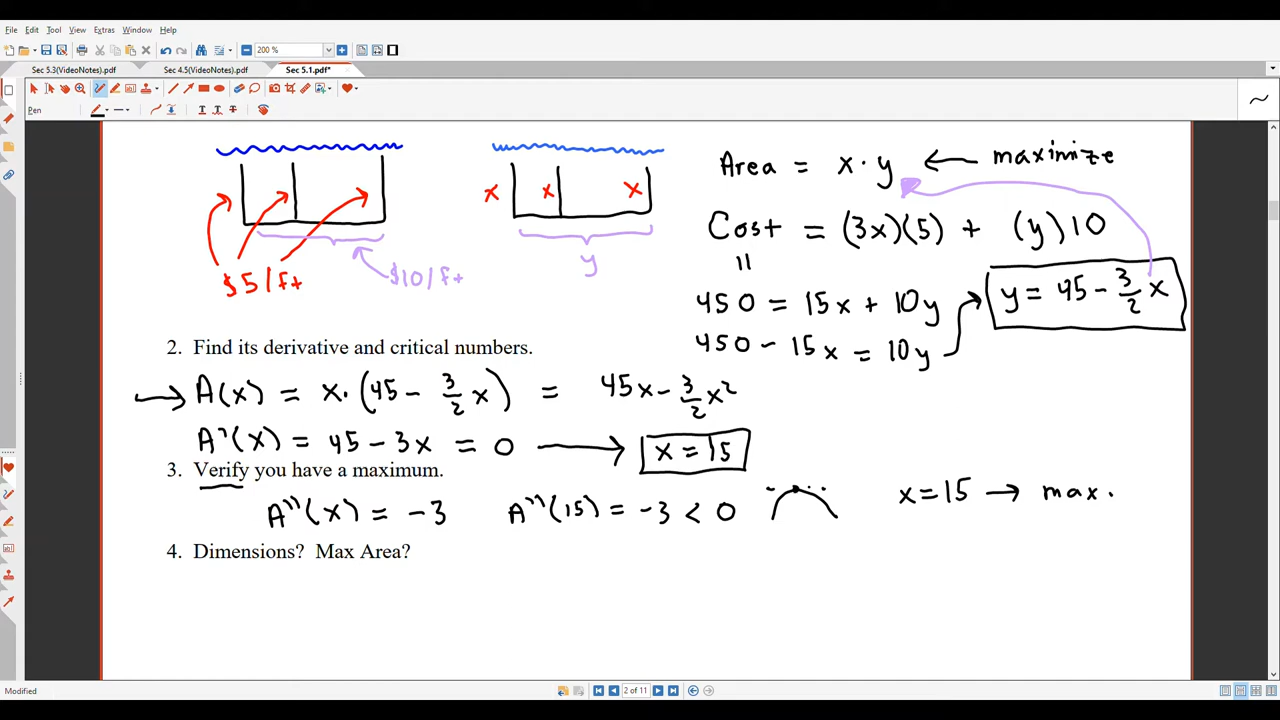 File Edit View Tool Extras Window Help
200 %
Sec 5.3(VideoNotes).pdf Sec 4.5(VideoNotes).pdf Sec 5.1.pdf*
Pen
Area = x·y ← maximize
x x x
Cost = (3x)(5) + (y)10
y
$5/ft
$10/ft
y = 45 - 3/2 x
450 = 15x + 10y
450 - 15x = 10y
2. Find its derivative and critical numbers.
→ A(x) = x·(45 - 3/2 x) = 45x - 3/2 x²
A'(x) = 45 - 3x = 0 → x = 15
3. Verify you have a maximum.
A''(x) = -3 A''(15) = -3 < 0 x = 15 → max.
4. Dimensions? Max Area?
Modified
2 of 11